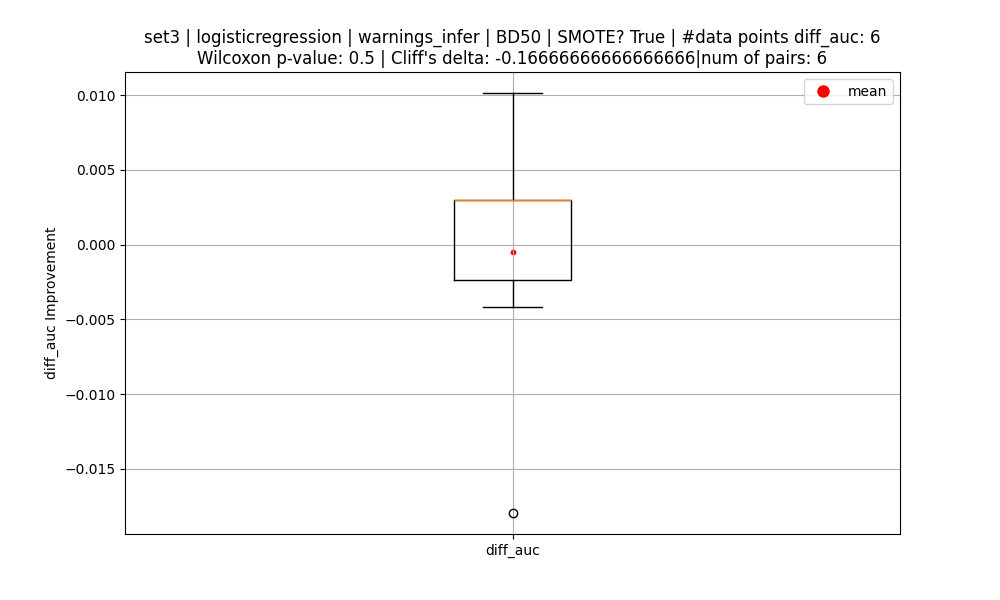 set3 | logisticregression | warnings_infer | BD50 | SMOTE? True | #data points diff_auc: 6
Wilcoxon p-value: 0.5 | Cliff's delta: -0.16666666666666666|num of pairs: 6
mean
0.010
0.005
0.000
−0.005
−0.010
−0.015
diff_auc Improvement
diff_auc